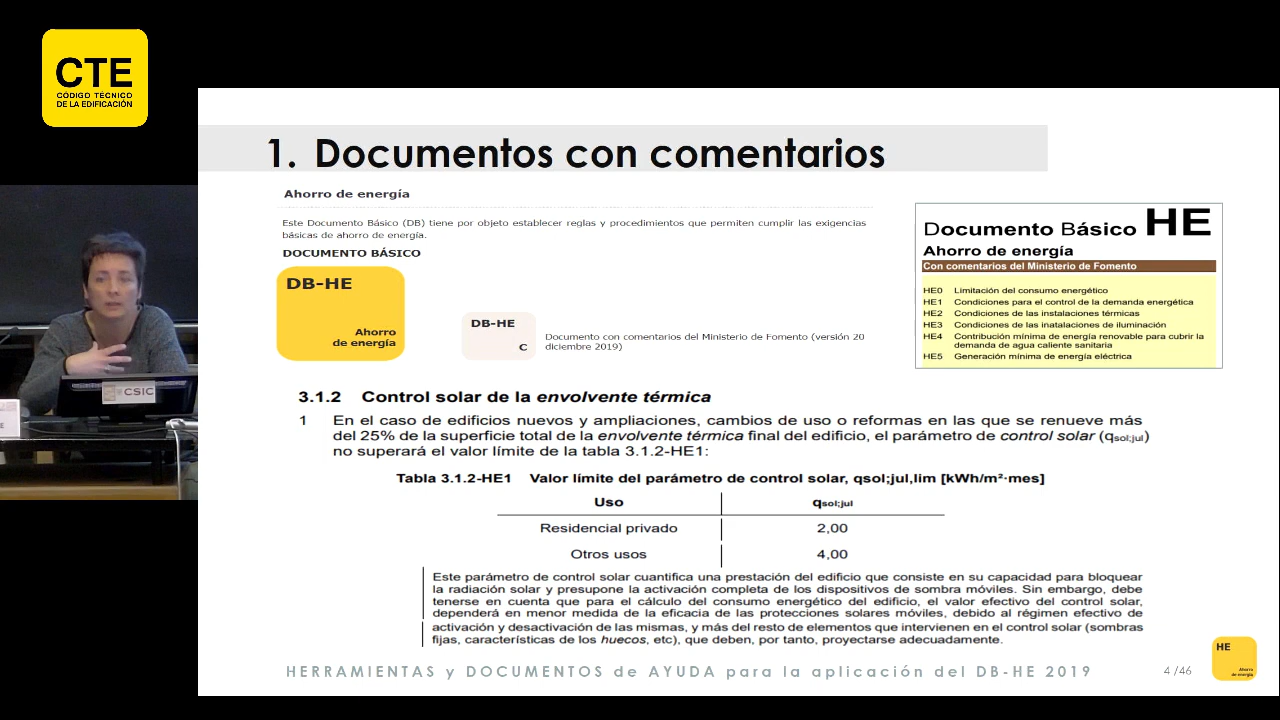 CTE
CÓDIGO TÉCNICO
DE LA EDIFICACIÓN
1. Documentos con comentarios
Ahorro de energía
Este Documento Básico (DB) tiene por objeto establecer reglas y procedimientos que permiten cumplir las exigencias
básicas de ahorro de energía.
DOCUMENTO BÁSICO
DB-HE
Ahorro
de energía
DB-HE
C
Documento con comentarios del Ministerio de Fomento (versión 20
diciembre 2019)
Documento Básico HE
Ahorro de energía
Con comentarios del Ministerio de Fomento
HE0 Limitación del consumo energético
HE1 Condiciones para el control de la demanda energética
HE2 Condiciones de las instalaciones térmicas
HE3 Condiciones de las inatalaciones de iluminación
HE4 Contribución mínima de energía renovable para cubrir la
demanda de agua caliente sanitaria
HE5 Generación mínima de energía eléctrica
3.1.2 Control solar de la envolvente térmica
1 En el caso de edificios nuevos y ampliaciones, cambios de uso o reformas en las que se renueve más
del 25% de la superficie total de la envolvente térmica final del edificio, el parámetro de control solar (qsol;jul)
no superará el valor límite de la tabla 3.1.2-HE1:
Tabla 3.1.2-HE1 Valor límite del parámetro de control solar, qsol;jul,lim [kWh/m²·mes]
Uso qsol;jul
Residencial privado 2,00
Otros usos 4,00
Este parámetro de control solar cuantifica una prestación del edificio que consiste en su capacidad para bloquear
la radiación solar y presupone la activación completa de los dispositivos de sombra móviles. Sin embargo, debe
tenerse en cuenta que para el cálculo del consumo energético del edificio, el valor efectivo del control solar,
dependerá en menor medida de la eficacia de las protecciones solares móviles, debido al régimen efectivo de
activación y desactivación de las mismas, y más del resto de elementos que intervienen en el control solar (sombras
fijas, características de los huecos, etc), que deben, por tanto, proyectarse adecuadamente.
CSIC
HERRAMIENTAS y DOCUMENTOS de AYUDA para la aplicación del DB-HE 2019
4 /46
HE
Ahorro
de energía